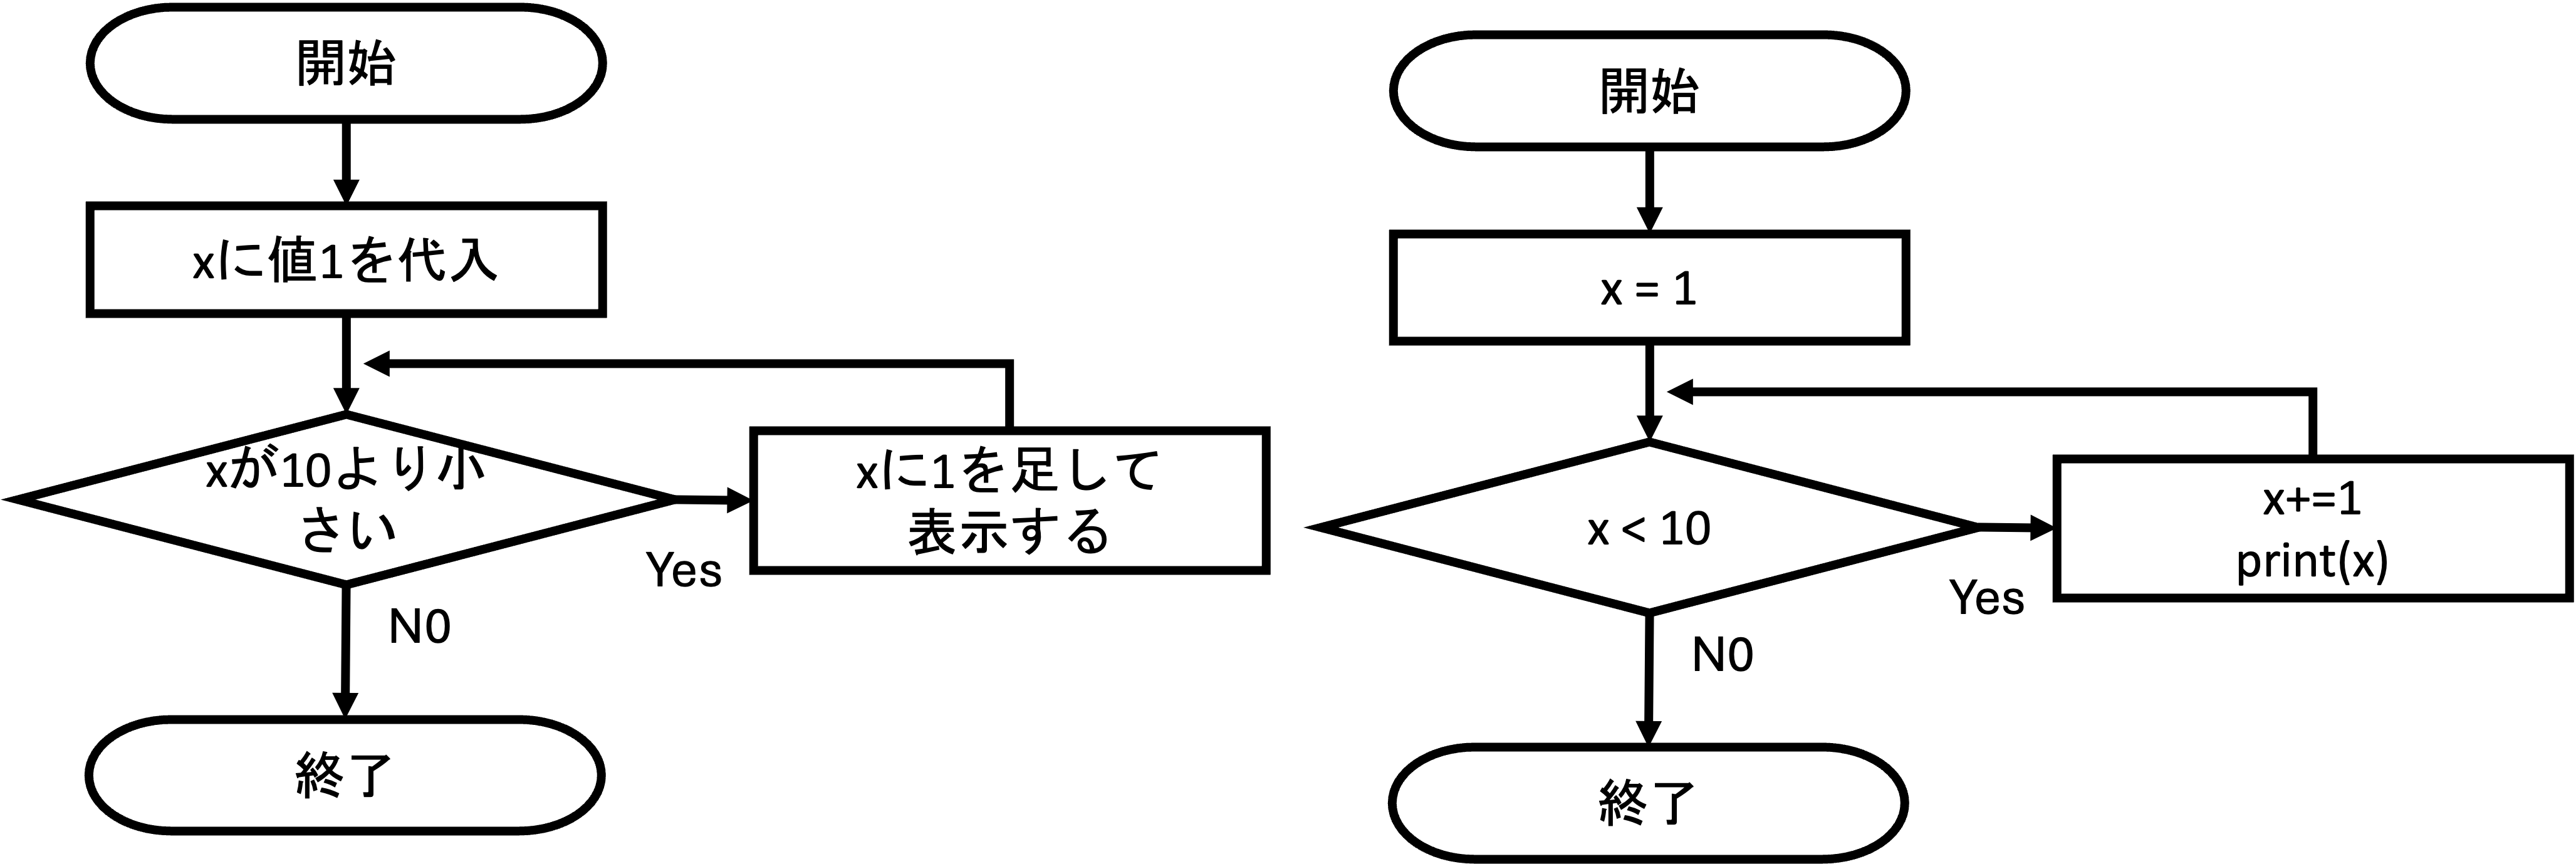 開始
xに値1を代入
xが10より小
さい
Yes
xに1を足して
表示する
N0
終了
開始
x = 1
x < 10
Yes
x+=1
print(x)
N0
終了